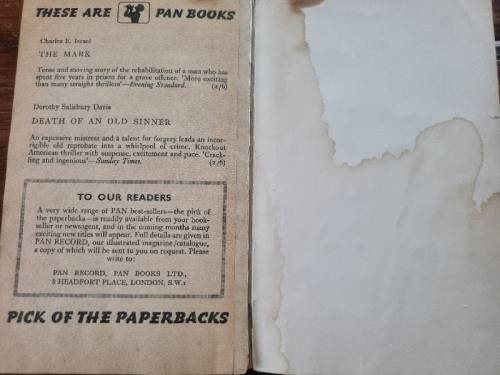 THESE ARE PAN BOOKS
Charles E. Israel
THE MARK
Tense and moving story of the rehabilitation of a man who has
spent five years in prison for a grave offence. 'More exciting
than many straight thrillers'—Evening Standard. (2/6)
Dorothy Salisbury Davis
DEATH OF AN OLD SINNER
An expensive mistress and a talent for forgery leads an incor-
rigible old reprobate into a whirlpool of crime. Knockout
American thriller with suspense, excitement and pace. 'Crack-
ling and ingenious'—Sunday Times. (2/6)
TO OUR READERS
A very wide range of PAN best-sellers—the pick of
the paperbacks—is readily available from your book-
seller or newsagent, and in the coming months many
exciting new titles will appear. Full details are given in
PAN RECORD, our illustrated magazine/catalogue,
a copy of which will be sent to you on request. Please
write to:
PAN RECORD, PAN BOOKS LTD.,
8 HEADFORT PLACE, LONDON, S.W.1
PICK OF THE PAPERBACKS